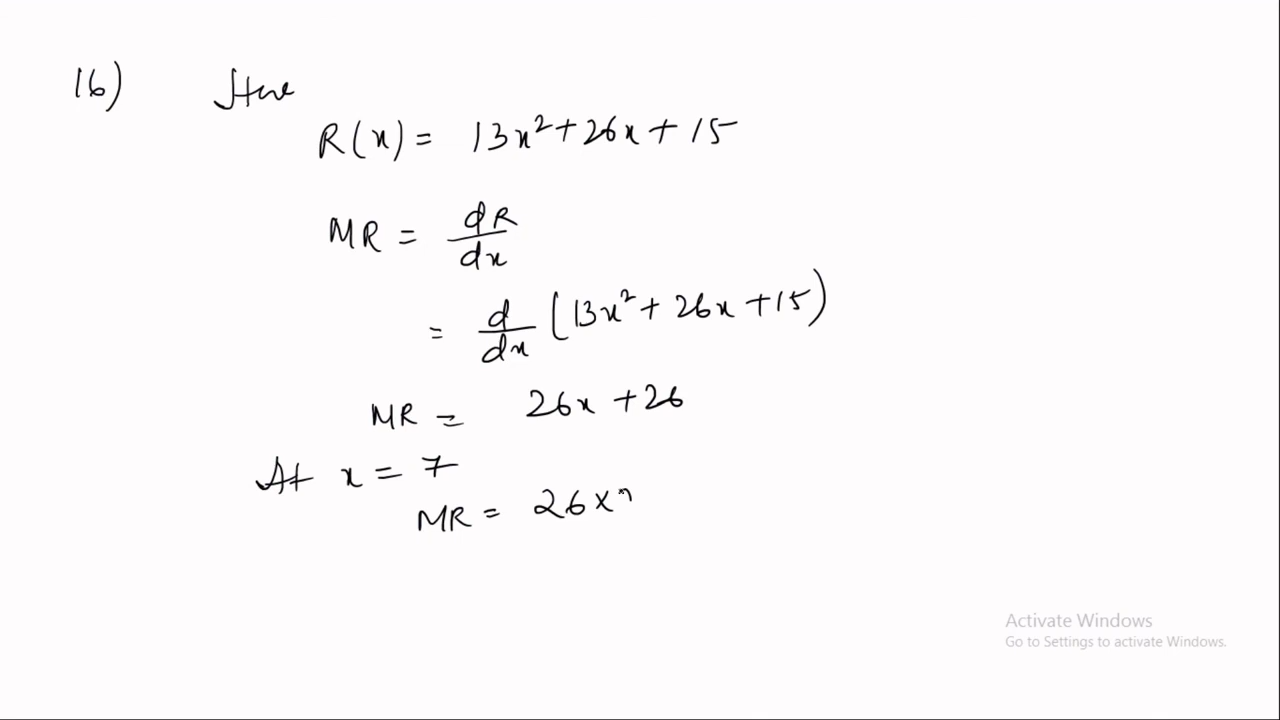 16) Here
R(x) = 13x²+26x+15
MR = dR/dx
= d/dx (13x²+26x+15)
MR = 26x+26
At x = 7
MR = 26×
Activate Windows
Go to Settings to activate Windows.